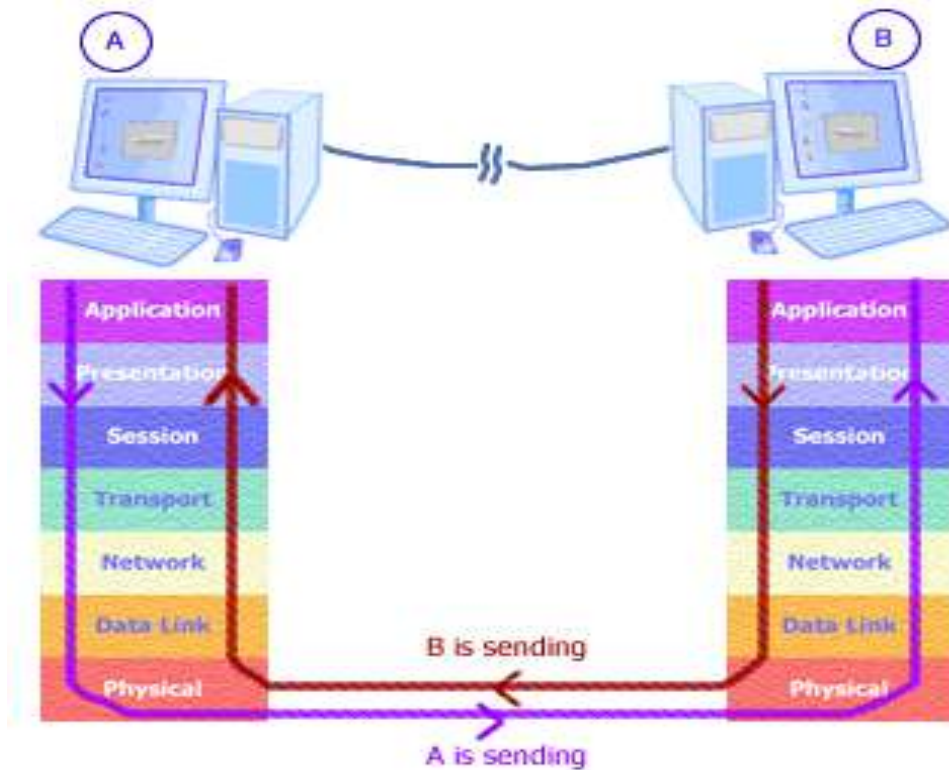 A
B
Application
Presentation
Session
Transport
Network
Data Link
Physical
Application
Presentation
Session
Transport
Network
Data Link
Physical
B is sending
A is sending